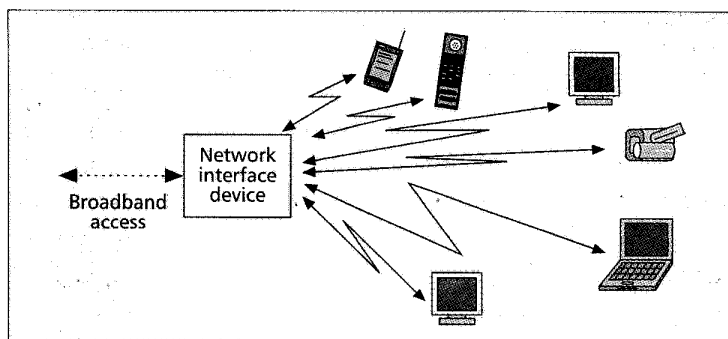 Network
interface
device
Broadband
access